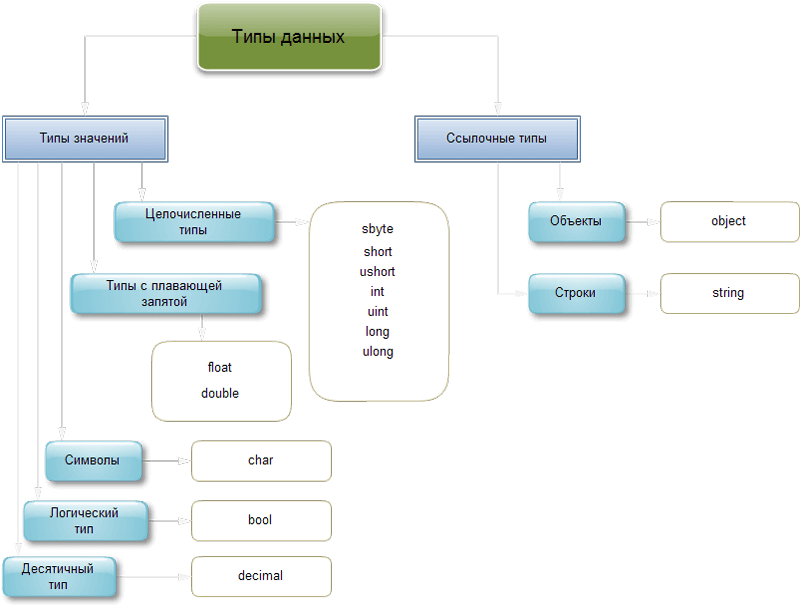 Типы данных
Типы значений
Ссылочные типы
Целочисленные
типы
sbyte
short
ushort
int
uint
long
ulong
Объекты
object
Типы с плавающей
запятой
Строки
string
float
double
Символы
char
Логический
тип
bool
Десятичный
тип
decimal